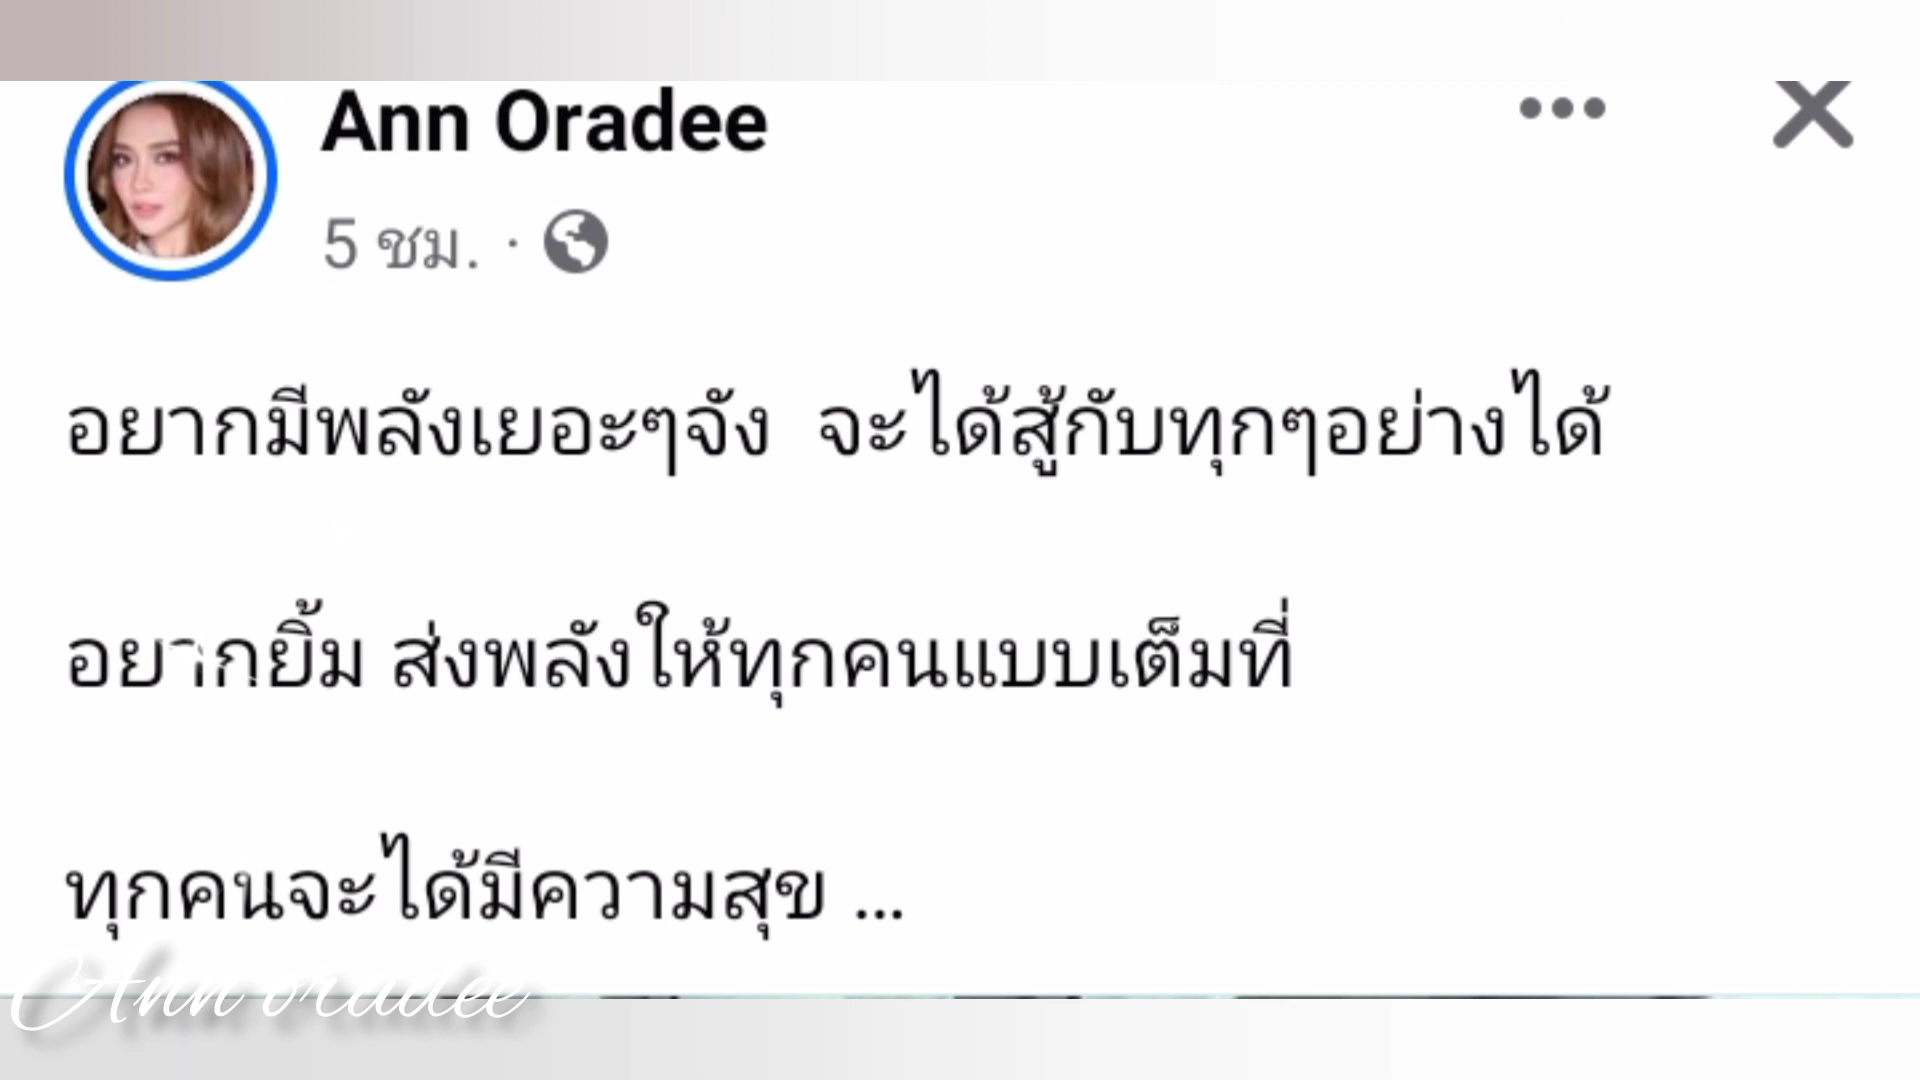 Ann Oradee
5 ชม. ·
อยากมีพลังเยอะๆจัง จะได้สู้กับทุกๆอย่างได้
อยากยิ้ม ส่งพลังให้ทุกคนแบบเต็มที่
ทุกคนจะได้มีความสุข ...
Ann oradee